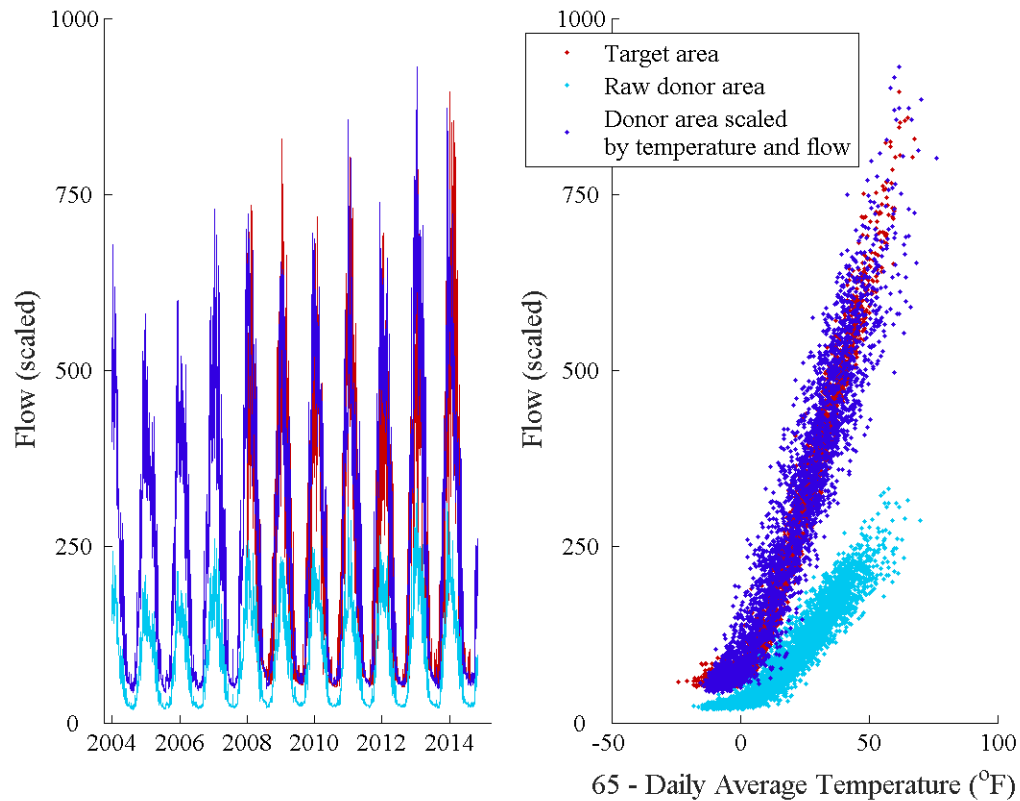 1000
750
500
250
0
Flow (scaled)
2004 2006 2008 2010 2012 2014
1000
750
500
250
0
Flow (scaled)
-50 0 50 100
65 - Daily Average Temperature (°F)
Target area
Raw donor area
Donor area scaled
by temperature and flow